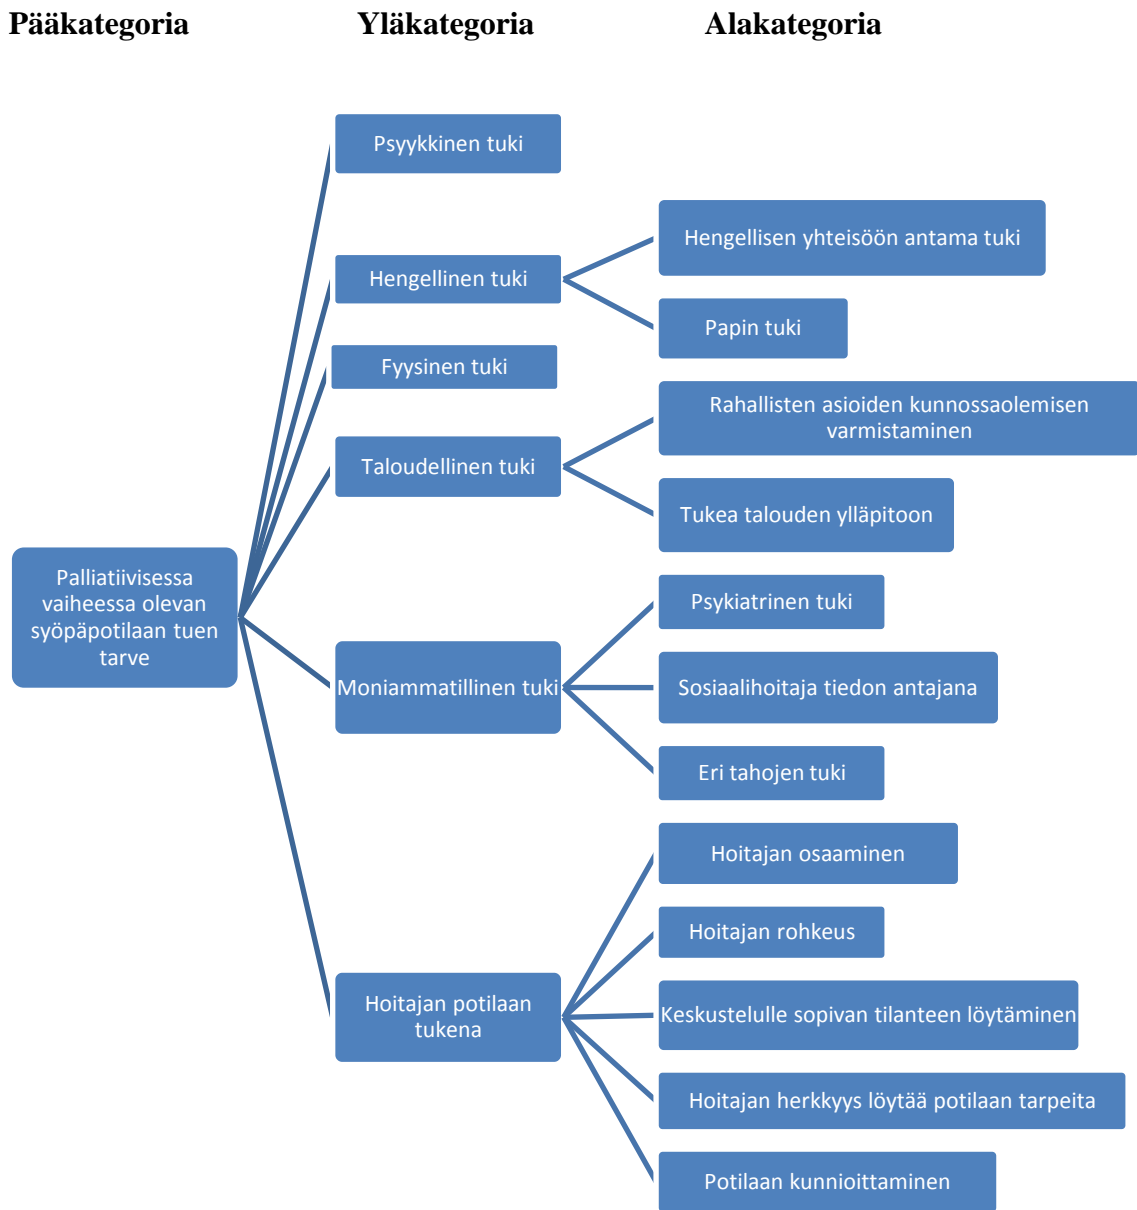 Pääkategoria
Yläkategoria
Alakategoria
Psyykkinen tuki
Hengellisen yhteisöön antama tuki
Hengellinen tuki
Papin tuki
Fyysinen tuki
Rahallisten asioiden kunnossaolemisen
varmistaminen
Taloudellinen tuki
Tukea talouden ylläpitoon
Palliatiivisessa
vaiheessa olevan
syöpäpotilaan tuen
tarve
Psykiatrinen tuki
Moniammatillinen tuki
Sosiaalihoitaja tiedon antajana
Eri tahojen tuki
Hoitajan osaaminen
Hoitajan rohkeus
Hoitajan potilaan
tukena
Keskustelulle sopivan tilanteen löytäminen
Hoitajan herkkyys löytää potilaan tarpeita
Potilaan kunnioittaminen